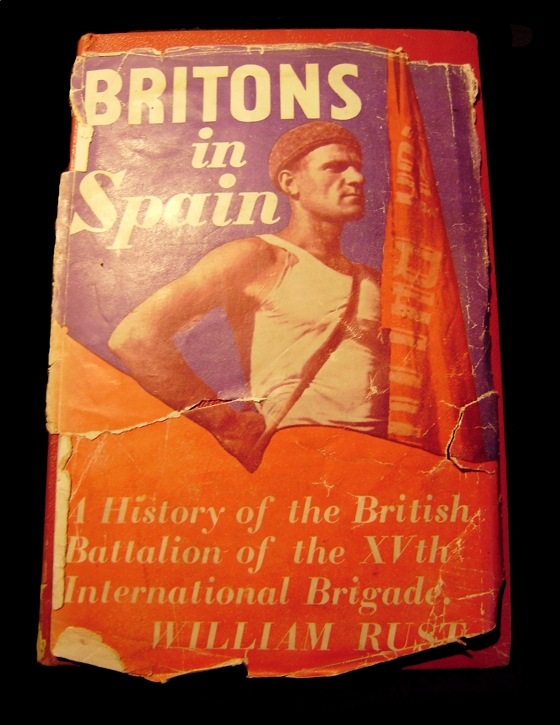 BRITONS
in
Spain
A History of the British
Battalion of the XVth
International Brigade.
WILLIAM RUST